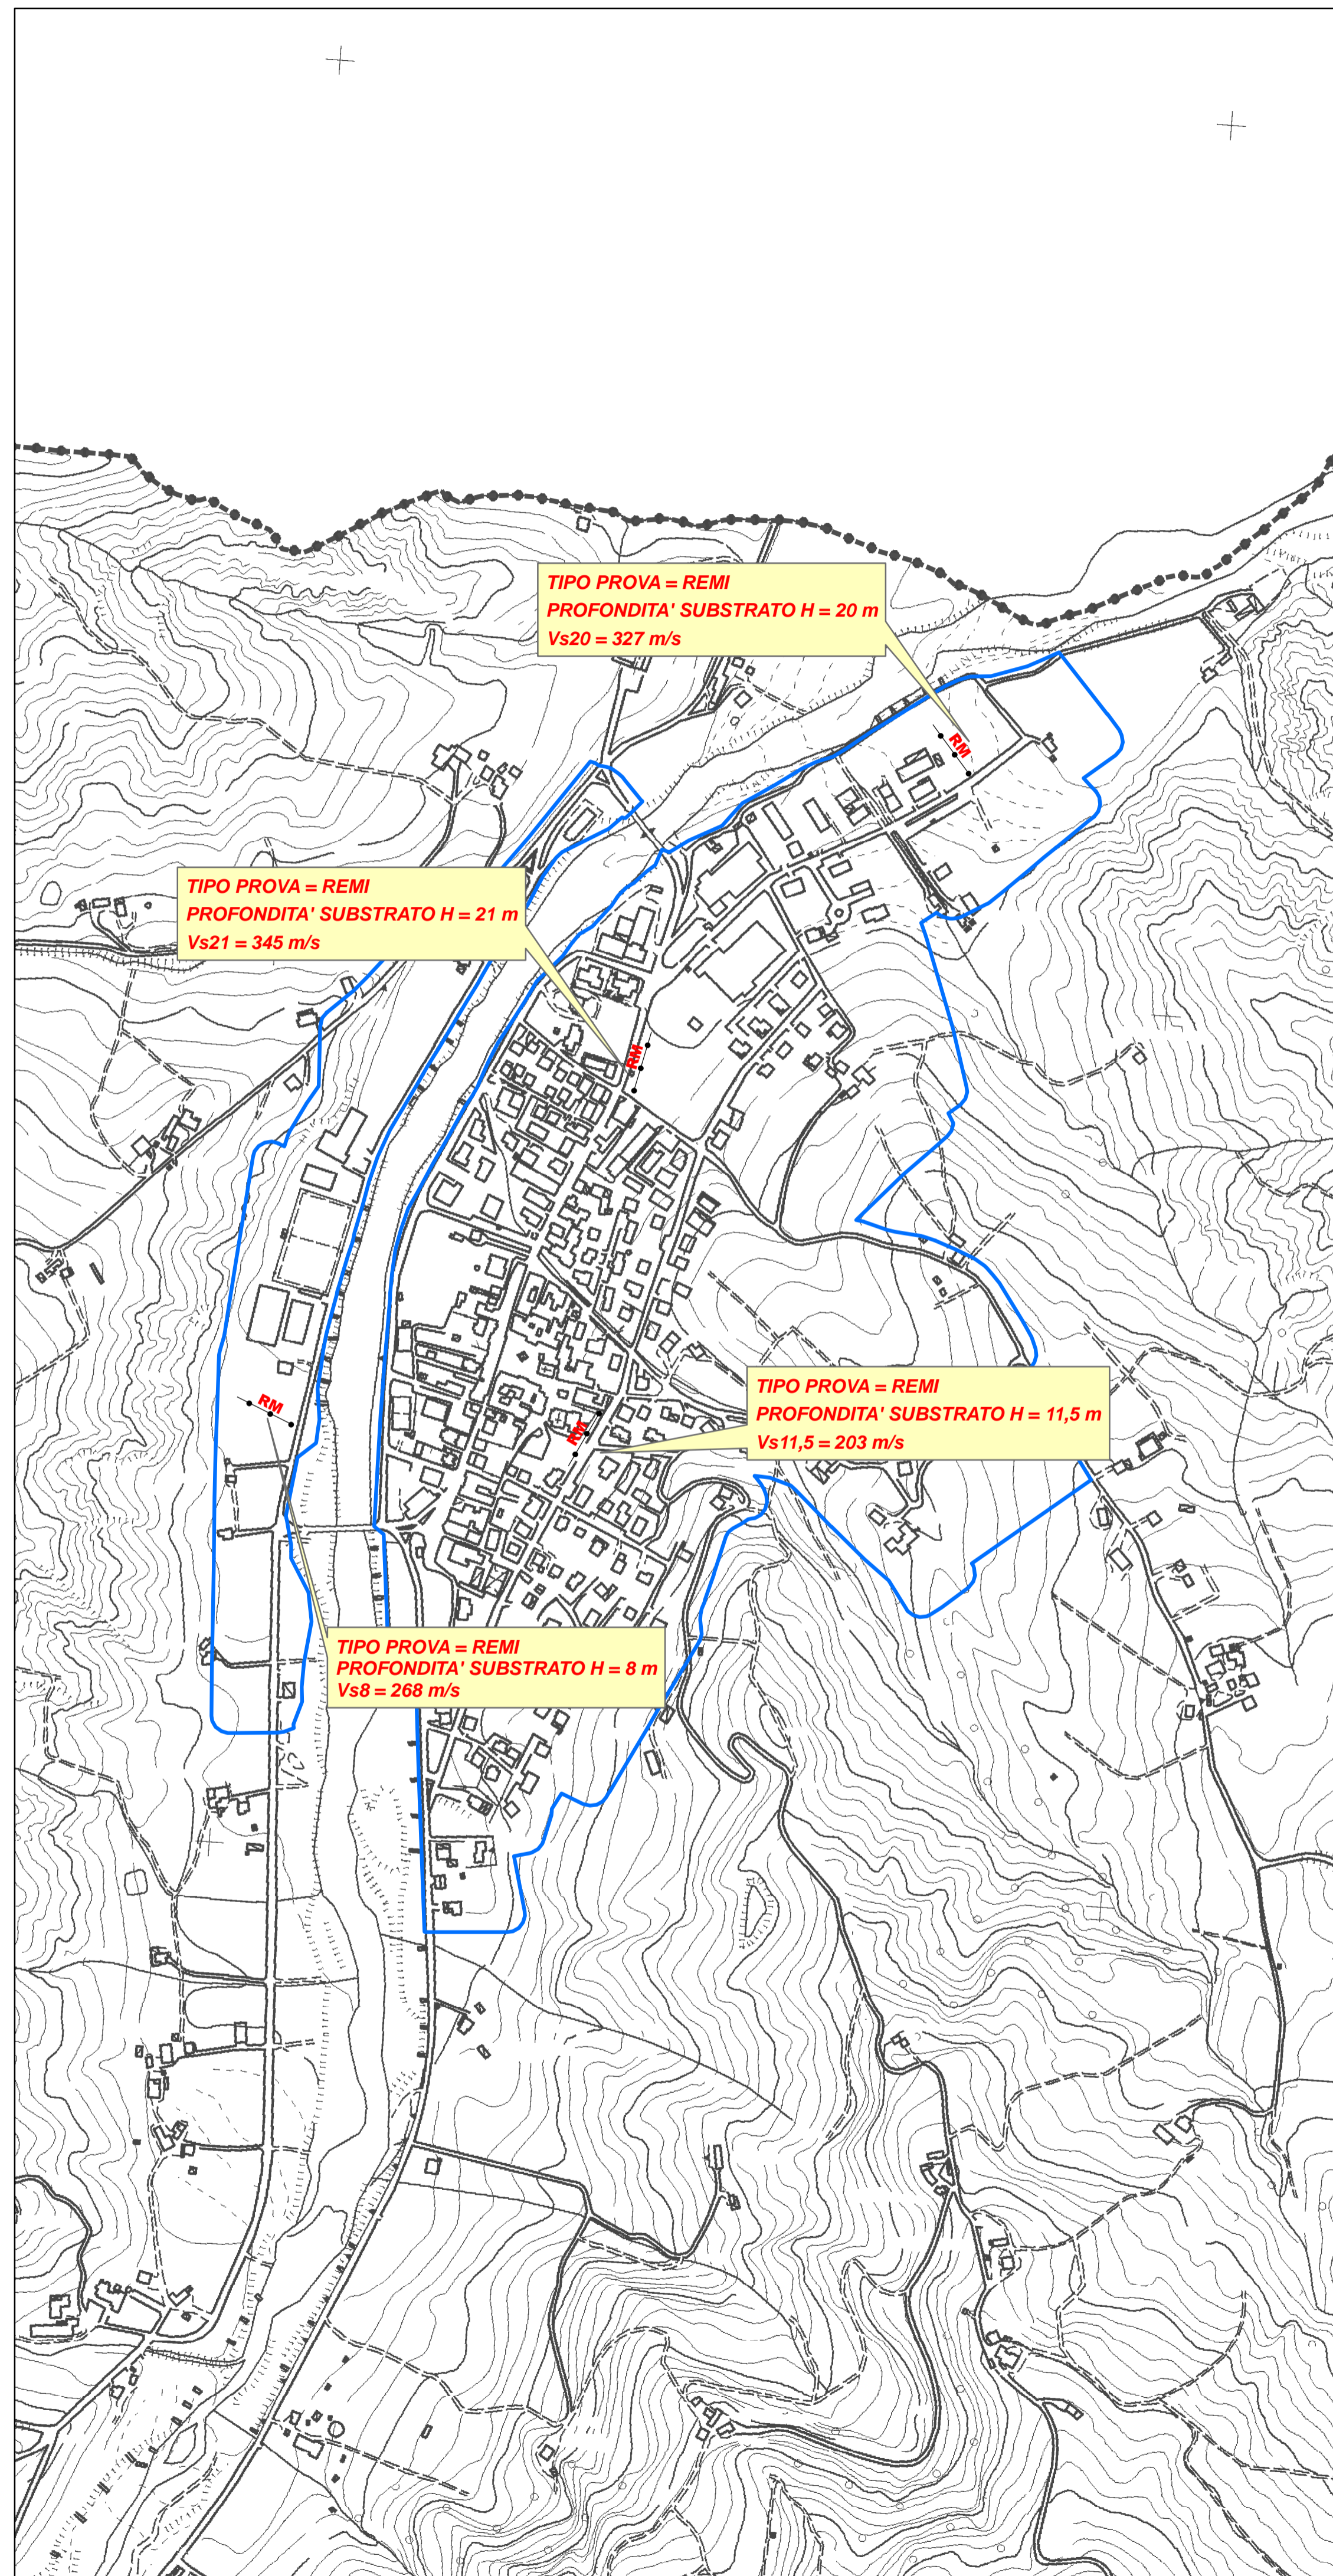 TIPO PROVA = REMI
PROFONDITA' SUBSTRATO H = 20 m
Vs20 = 327 m/s
RM
TIPO PROVA = REMI
PROFONDITA' SUBSTRATO H = 21 m
Vs21 = 345 m/s
RM
TIPO PROVA = REMI
PROFONDITA' SUBSTRATO H = 11,5 m
Vs11,5 = 203 m/s
RM
RM
TIPO PROVA = REMI
PROFONDITA' SUBSTRATO H = 8 m
Vs8 = 268 m/s